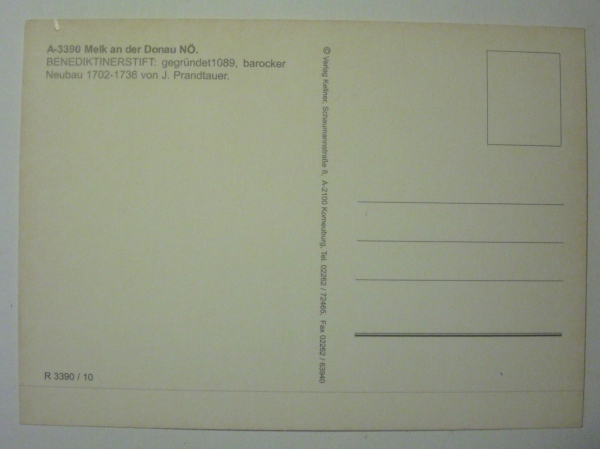 A-3390 Melk an der Donau NÖ.
BENEDIKTINERSTIFT: gegründet1089, barocker
Neubau 1702-1736 von J. Prandtauer.
© Verlag Kellner, Schaumannstraße 8, A-2100 Korneuburg, Tel. 02262 / 72465, Fax 02262 / 63940
R 3390 / 10